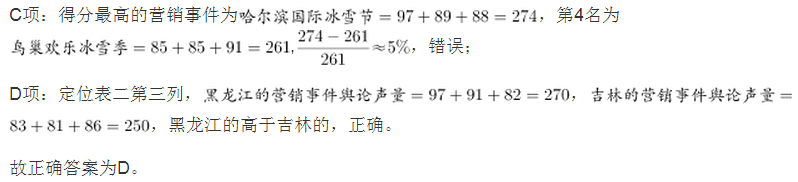 C项：得分最高的营销事件为哈尔滨国际冰雪节 = 97 + 89 + 88 = 274，第4名为
鸟巢欢乐冰雪季 = 85 + 85 + 91 = 261, \frac{274 − 261}{261} ≈ 5%，错误；
D项：定位表二第三列，黑龙江的营销事件舆论声量 = 97 + 91 + 82 = 270，吉林的营销事件舆论声量 =
83 + 81 + 86 = 250，黑龙江的高于吉林的，正确。
故正确答案为D。